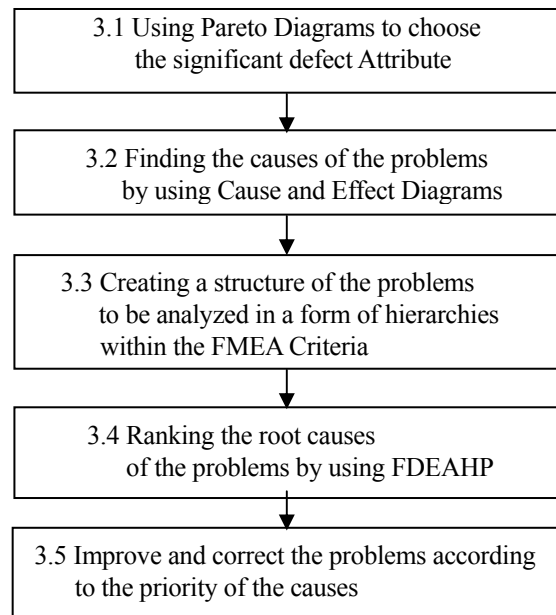 3.1 Using Pareto Diagrams to choose
the significant defect Attribute
3.2 Finding the causes of the problems
by using Cause and Effect Diagrams
3.3 Creating a structure of the problems
to be analyzed in a form of hierarchies
within the FMEA Criteria
3.4 Ranking the root causes
of the problems by using FDEAHP
3.5 Improve and correct the problems according
to the priority of the causes